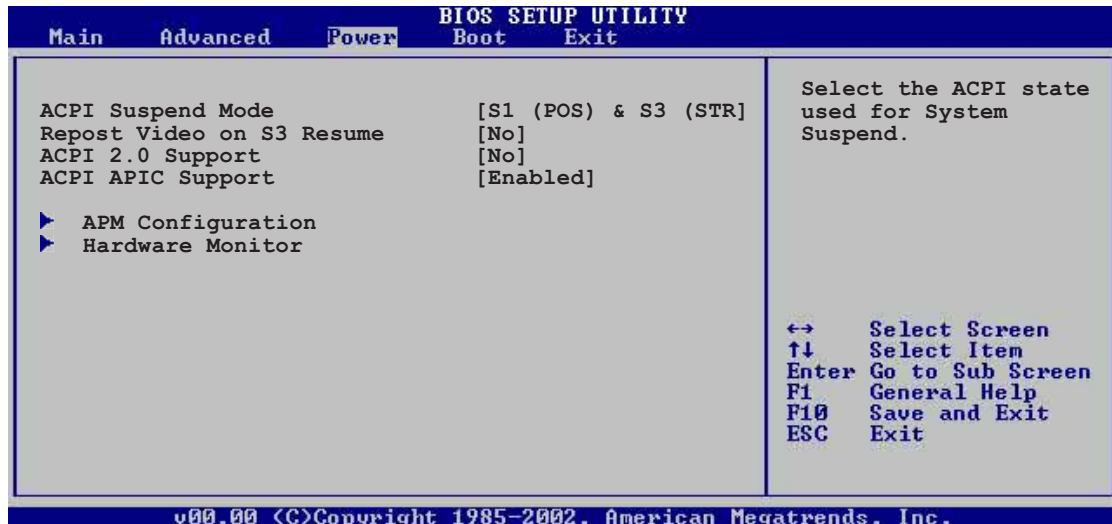 BIOS SETUP UTILITY
Main Advanced Power Boot Exit
ACPI Suspend Mode [S1 (POS) & S3 (STR]
Repost Video on S3 Resume [No]
ACPI 2.0 Support [No]
ACPI APIC Support [Enabled]
APM Configuration
Hardware Monitor
Select the ACPI state
used for System
Suspend.
←→ Select Screen
↑↓ Select Item
Enter Go to Sub Screen
F1 General Help
F10 Save and Exit
ESC Exit
v00.00 (C)Copyright 1985-2002, American Megatrends, Inc.